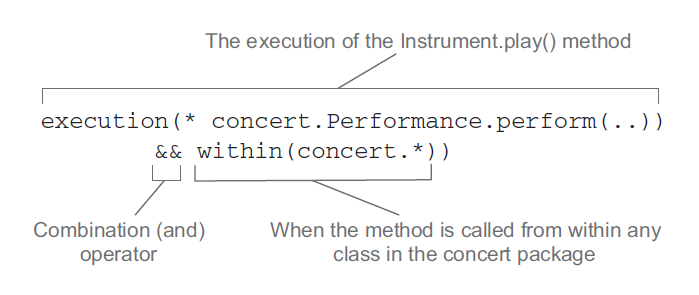 The execution of the Instrument.play() method
execution(* concert.Performance.perform(..))
&& within(concert.*))
Combination (and)
operator
When the method is called from within any
class in the concert package